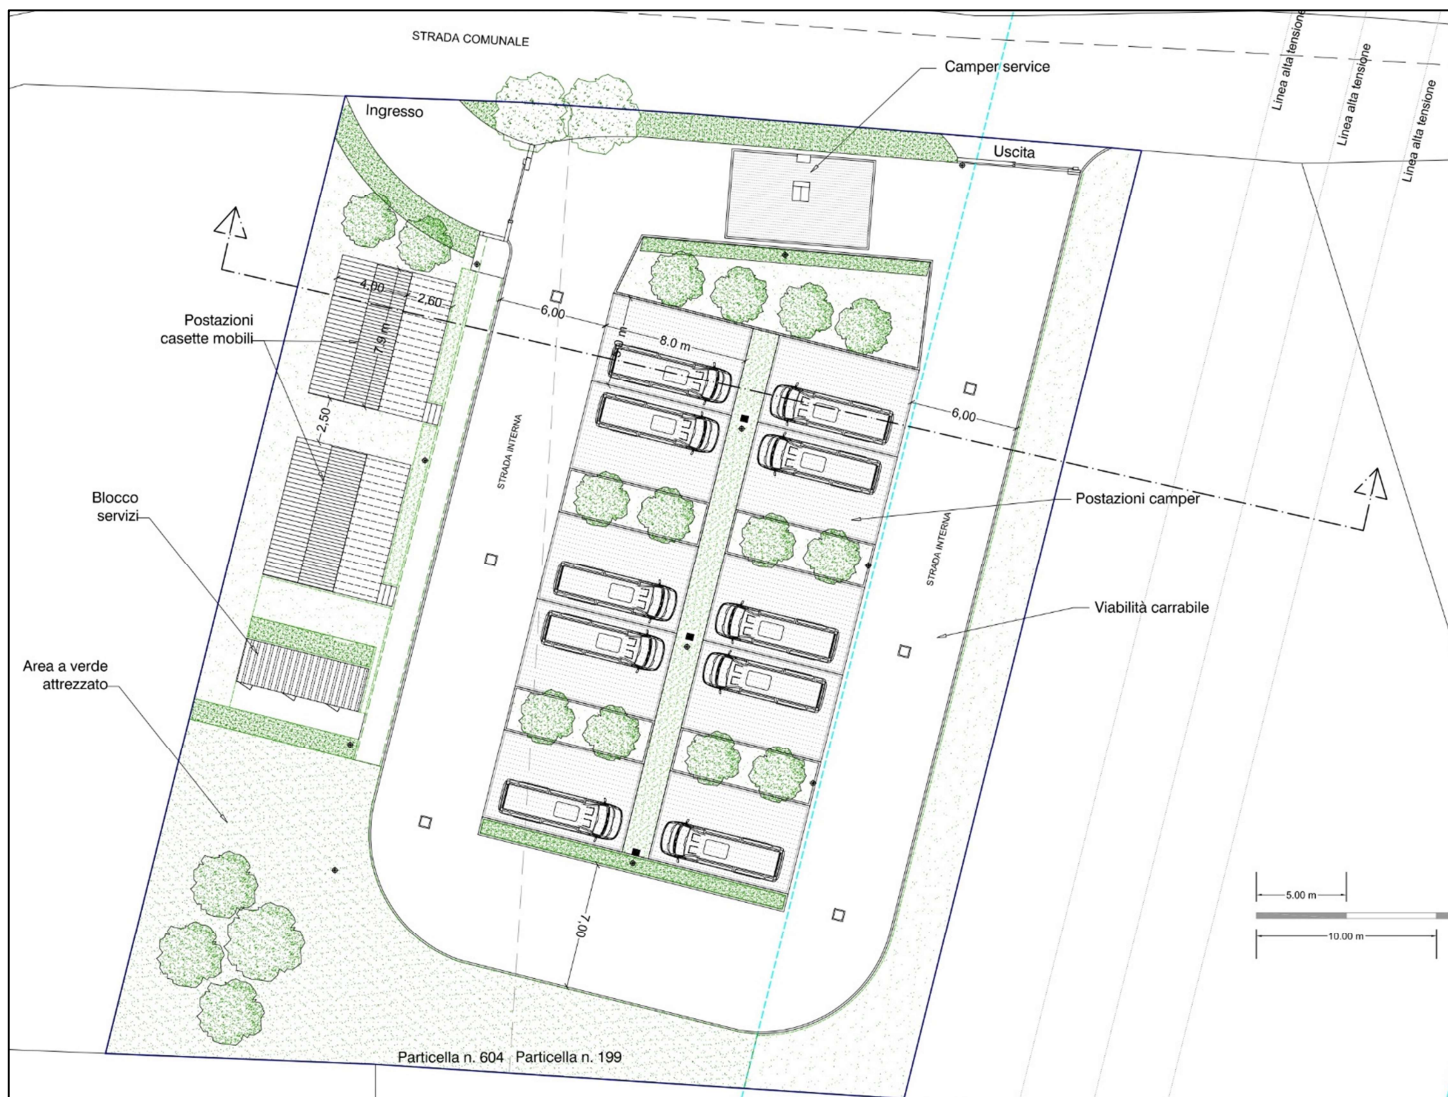 STRADA COMUNALE
Camper service
Linea alta tensione
Linea alta tensione
Linea alta tensione
Ingresso
Uscita
4,00
2,60
7.9 m
6,00
8.0 m
Postazioni
casette mobili
2,50
6,00
STRADA INTERNA
Blocco
servizi
Postazioni camper
STRADA INTERNA
Viabilità carrabile
Area a verde
attrezzato
5.00 m
10.00 m
7,00
Particella n. 604
Particella n. 199